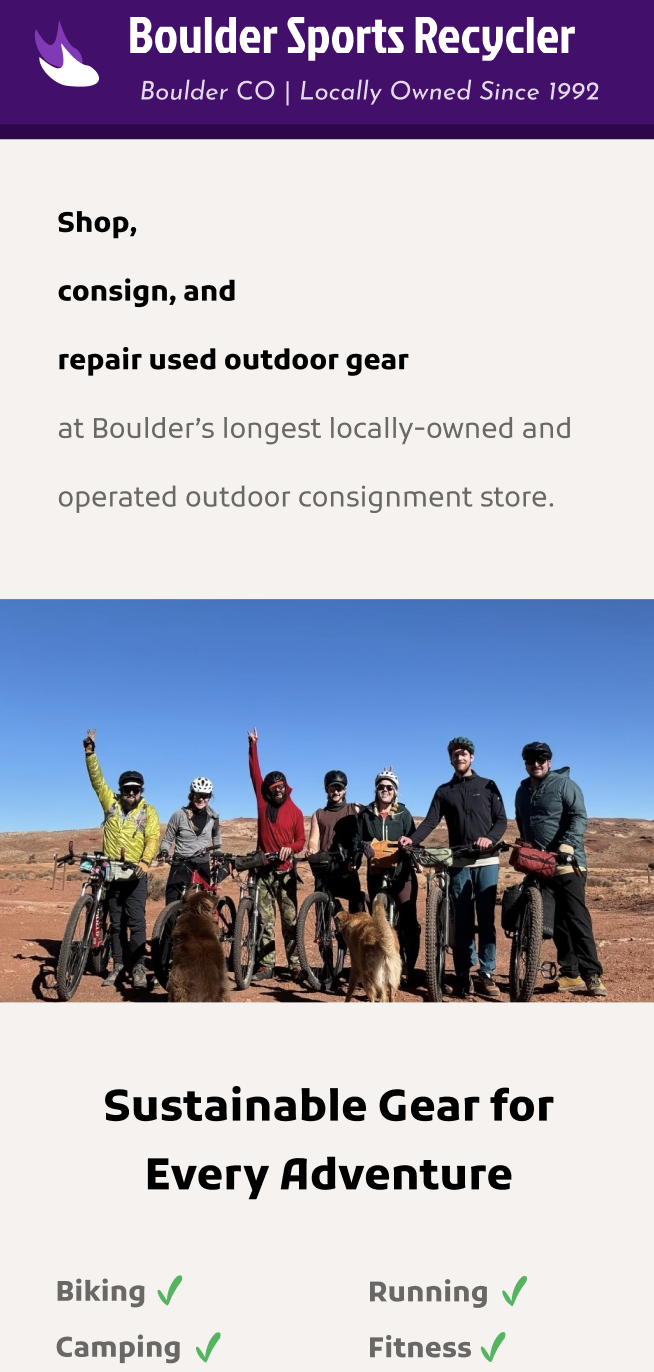 Boulder Sports Recycler
Boulder CO | Locally Owned Since 1992
Shop,
consign, and
repair used outdoor gear
at Boulder’s longest locally-owned and
operated outdoor consignment store.
Sustainable Gear for
Every Adventure
Biking ✓ Running ✓
Camping ✓ Fitness ✓